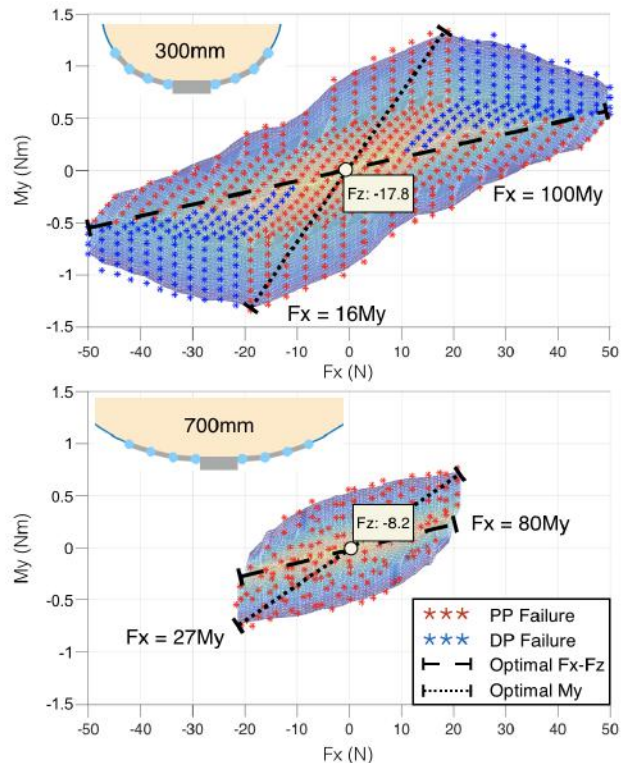 1.5
1
0.5
0
-0.5
-1
-1.5
My (Nm)
300mm
Fz: -17.8
Fx = 100My
Fx = 16My
-50 -40 -30 -20 -10 0 10 20 30 40 50
Fx (N)
1.5
1
0.5
0
-0.5
-1
-1.5
My (Nm)
700mm
Fz: -8.2
Fx = 80My
Fx = 27My
PP Failure
DP Failure
Optimal Fx-Fz
Optimal My
-50 -40 -30 -20 -10 0 10 20 30 40 50
Fx (N)